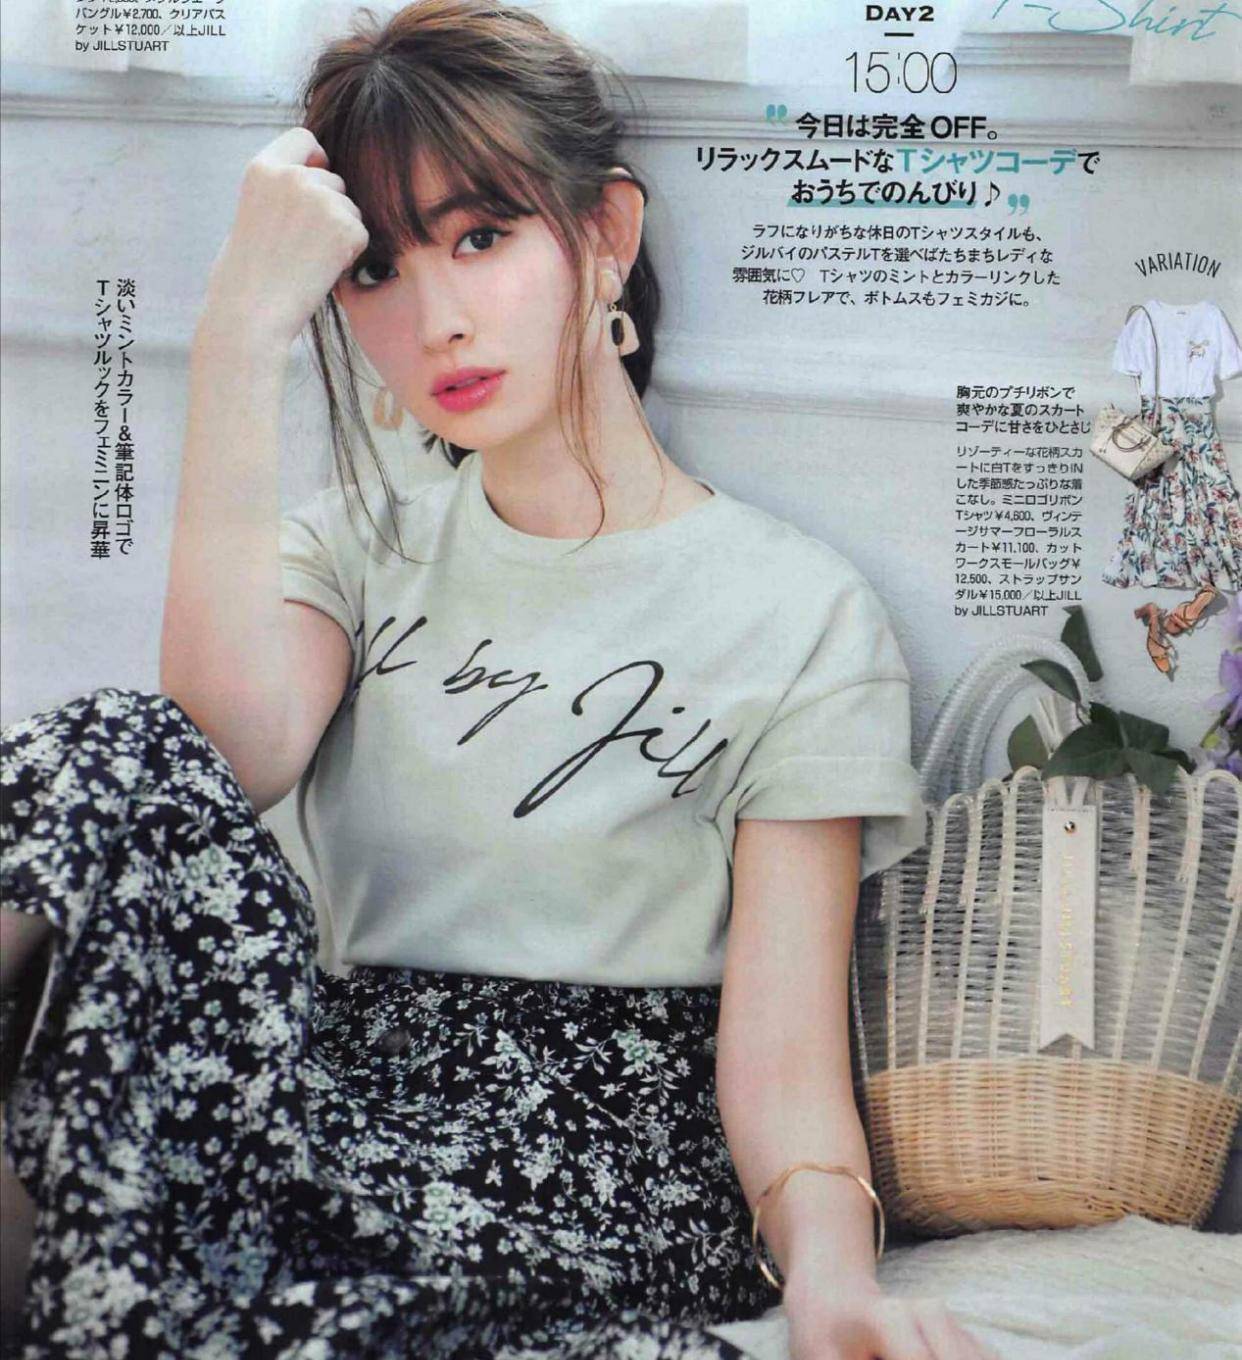 バングル¥2,700、クリアバス
ケット¥12,000/以上JILL
by JILLSTUART
T-Shirt
DAY2
15:00
"今日は完全OFF。
リラックスムードなTシャツコーデで
おうちでのんびり♪"
ラフになりがちな休日のTシャツスタイルも、
ジルバイのパステルTを選べばたちまちレディな
雰囲気に♡ Tシャツのミントとカラーリンクした
花柄フレアで、ボトムスもフェミカジに。
淡いミントカラー&筆記体ロゴで
Tシャツルックをフェミニンに昇華
VARIATION
胸元のプチリボンで
爽やかな夏のスカート
コーデに甘さをひとさじ
リゾーティーな花柄スカ
ートに白TをすっきりIN
した季節感たっぷりな着
こなし。ミニロゴリボン
Tシャツ¥4,600、ヴィンテ
ージサマーフローラルス
カート¥11,100、カット
ワークスモールバッグ¥
12,500、ストラップサン
ダル¥15,000/以上JILL
by JILLSTUART
ll by Jill